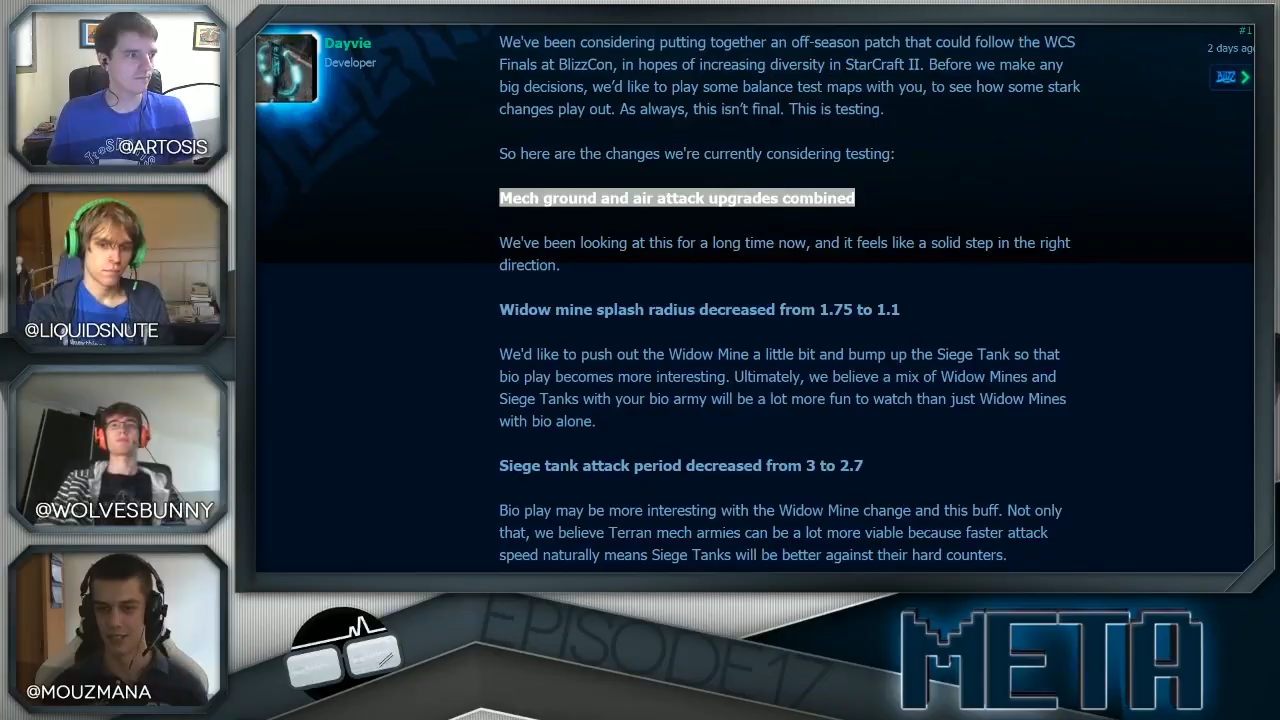 @ARTOSIS
@LIQUIDSNUTE
@WOLVESBUNNY
@MOUZMANA
Dayvie
Developer
#1
2 days ago
BLIZZ
We've been considering putting together an off-season patch that could follow the WCS
Finals at BlizzCon, in hopes of increasing diversity in StarCraft II. Before we make any
big decisions, we'd like to play some balance test maps with you, to see how some stark
changes play out. As always, this isn't final. This is testing.
So here are the changes we're currently considering testing:
Mech ground and air attack upgrades combined
We've been looking at this for a long time now, and it feels like a solid step in the right
direction.
Widow mine splash radius decreased from 1.75 to 1.1
We'd like to push out the Widow Mine a little bit and bump up the Siege Tank so that
bio play becomes more interesting. Ultimately, we believe a mix of Widow Mines and
Siege Tanks with your bio army will be a lot more fun to watch than just Widow Mines
with bio alone.
Siege tank attack period decreased from 3 to 2.7
Bio play may be more interesting with the Widow Mine change and this buff. Not only
that, we believe Terran mech armies can be a lot more viable because faster attack
speed naturally means Siege Tanks will be better against their hard counters.
EPISODE 17
META